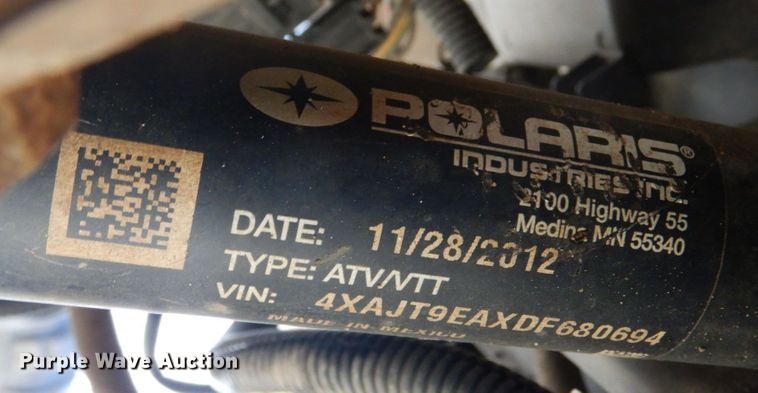 POLARIS®
INDUSTRIES INC.
2100 Highway 55
Medina MN 55340
DATE: 11/28/2012
TYPE: ATV/VTT
VIN: 4XAJT9EAXDF680694
MADE IN MEXICO
Purple Wave Auction